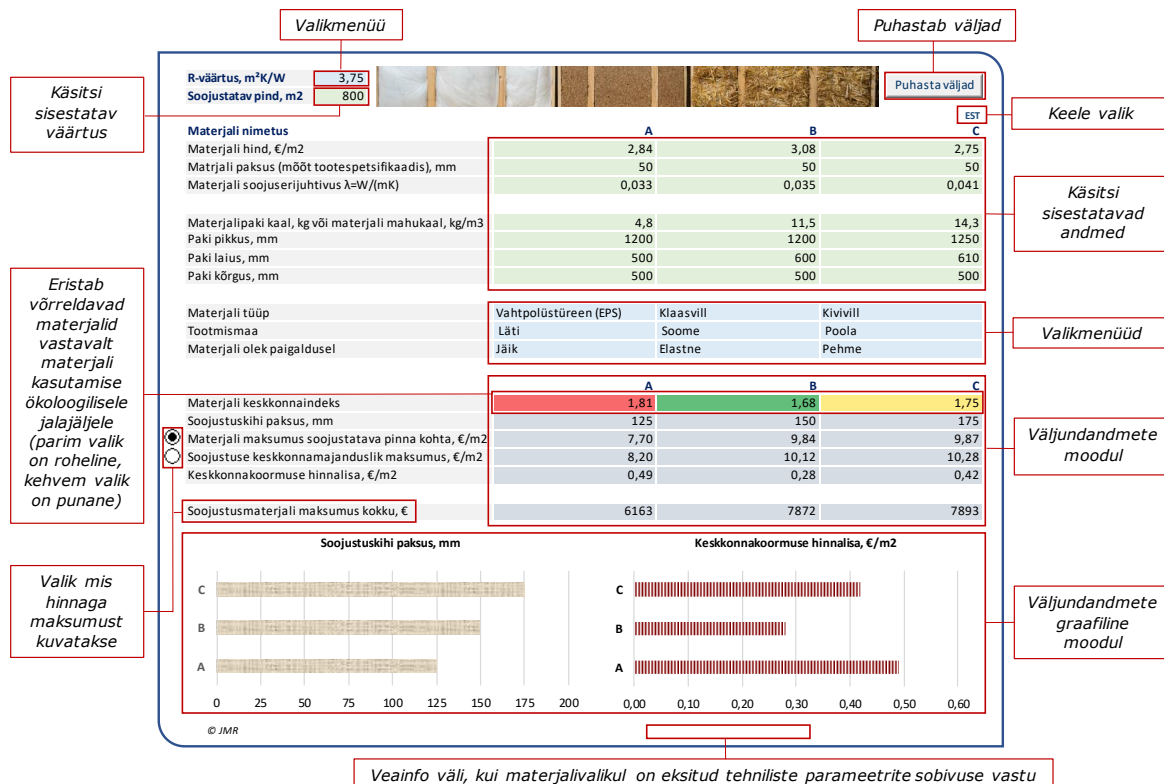 Valikmenüü
Puhastab väljad
R-väärtus, m²K/W 3,75
Soojustatav pind, m2 800
Puhasta väljad
Käsitsi
sisestatav
väärtus
EST
Keele valik
Materjali nimetus A B C
Materjali hind, €/m2 2,84 3,08 2,75
Matrjali paksus (mõõt tootespetsifikaadis), mm 50 50 50
Materjali soojuserijuhtivus λ=W/(mK) 0,033 0,035 0,041
Materjalipaki kaal, kg või materjali mahukaal, kg/m3 4,8 11,5 14,3
Paki pikkus, mm 1200 1200 1250
Paki laius, mm 500 600 610
Paki kõrgus, mm 500 500 500
Käsitsi
sisestatavad
andmed
Eristab
võrreldavad
materjalid
vastavalt
materjali
kasutamise
ökoloogilisele
jalajäljele
(parim valik
on roheline,
kehvem valik
on punane)
Materjali tüüp Vahtpolüstüreen (EPS) Klaasvill Kivivill
Tootmismaa Läti Soome Poola
Materjali olek paigaldusel Jäik Elastne Pehme
Valikmenüüd
A B C
Materjali keskkonnaindeks 1,81 1,68 1,75
Soojustuskihi paksus, mm 125 150 175
Materjali maksumus soojustatava pinna kohta, €/m2 7,70 9,84 9,87
Soojustuse keskkonnamajanduslik maksumus, €/m2 8,20 10,12 10,28
Keskkonnakoormuse hinnalisa, €/m2 0,49 0,28 0,42
Soojustusmaterjali maksumus kokku, € 6163 7872 7893
Väljundandmete
moodul
Valik mis
hinnaga
maksumust
kuvatakse
Soojustuskihi paksus, mm
C
B
A
0 25 50 75 100 125 150 175 200
Keskkonnakoormuse hinnalisa, €/m2
C
B
A
0,00 0,10 0,20 0,30 0,40 0,50 0,60
Väljundandmete
graafiline
moodul
© JMR
Veainfo väli, kui materjalivalikul on eksitud tehniliste parameetrite sobivuse vastu